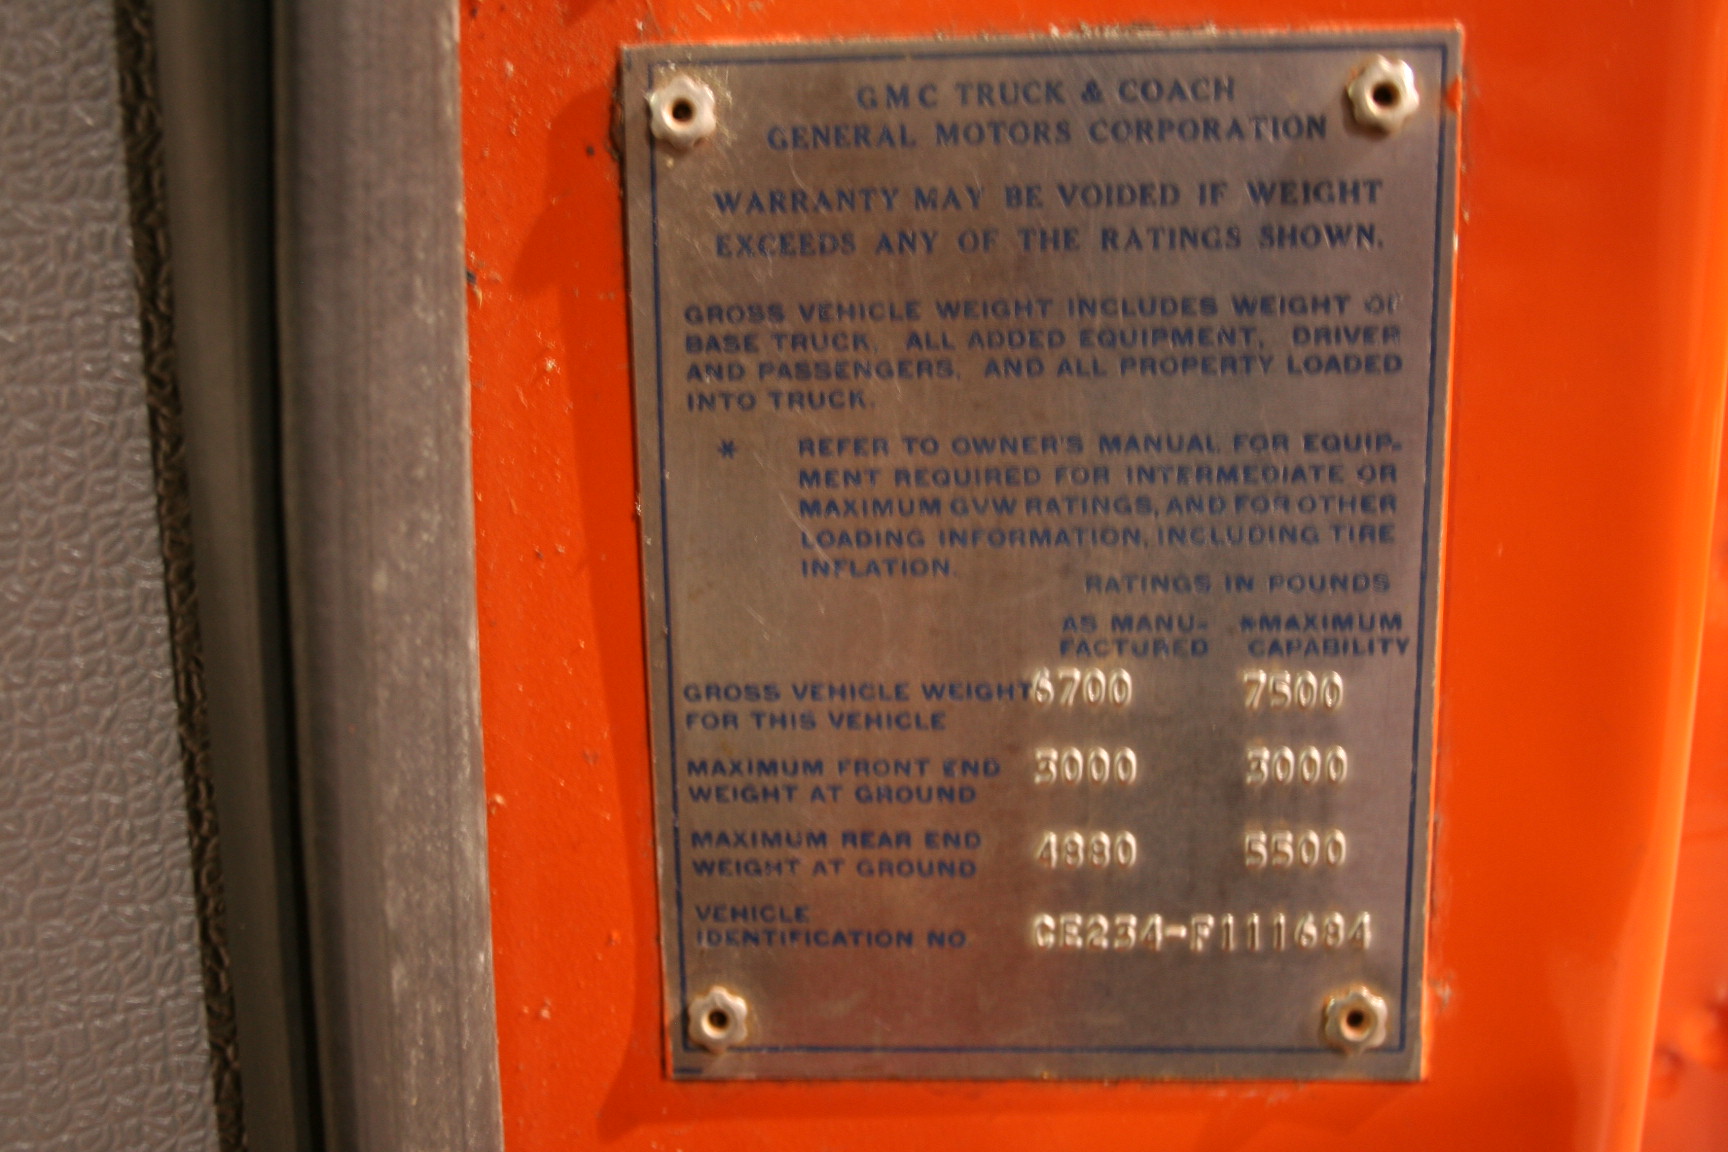 GMC TRUCK & COACH
GENERAL MOTORS CORPORATION
WARRANTY MAY BE VOIDED IF WEIGHT
EXCEEDS ANY OF THE RATINGS SHOWN.
GROSS VEHICLE WEIGHT INCLUDES WEIGHT OF
BASE TRUCK, ALL ADDED EQUIPMENT, DRIVER
AND PASSENGERS, AND ALL PROPERTY LOADED
INTO TRUCK.
* REFER TO OWNER'S MANUAL FOR EQUIP-
MENT REQUIRED FOR INTERMEDIATE OR
MAXIMUM GVW RATINGS, AND FOR OTHER
LOADING INFORMATION, INCLUDING TIRE
INFLATION.
RATINGS IN POUNDS
AS MANU- *MAXIMUM
FACTURED CAPABILITY
GROSS VEHICLE WEIGHT 6700 7500
FOR THIS VEHICLE
MAXIMUM FRONT END 3000 3000
WEIGHT AT GROUND
MAXIMUM REAR END 4880 5500
WEIGHT AT GROUND
VEHICLE
IDENTIFICATION NO. CE234-F111684